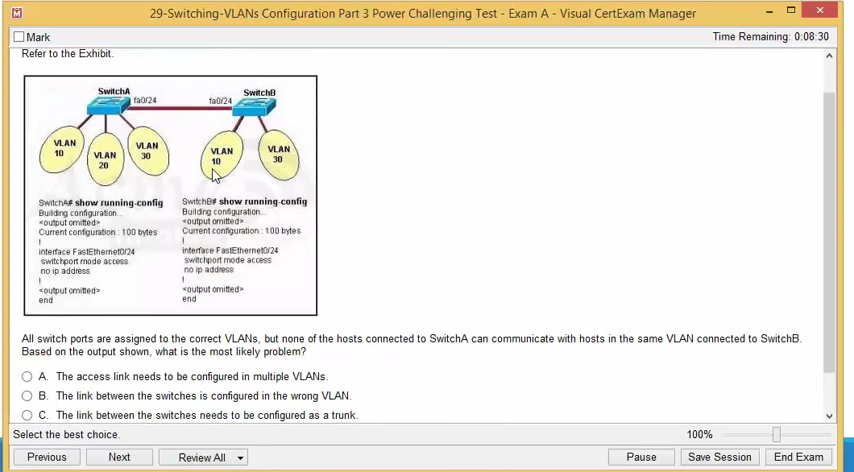 29-Switching-VLANs Configuration Part 3 Power Challenging Test - Exam A - Visual CertExam Manager
Mark
Time Remaining: 0:08:30
Refer to the Exhibit.
SwitchA
fa0/24
fa0/24
SwitchB
VLAN
10
VLAN
20
VLAN
30
VLAN
10
VLAN
30
SwitchA# show running-config
Building configuration...
<output omitted>
Current configuration : 100 bytes
!
interface FastEthernet0/24
switchport mode access
no ip address
!
<output omitted>
end
SwitchB# show running-config
Building configuration...
<output omitted>
Current configuration : 100 bytes
!
interface FastEthernet0/24
switchport mode access
no ip address
!
<output omitted>
end
All switch ports are assigned to the correct VLANs, but none of the hosts connected to SwitchA can communicate with hosts in the same VLAN connected to SwitchB.
Based on the output shown, what is the most likely problem?
A. The access link needs to be configured in multiple VLANs.
B. The link between the switches is configured in the wrong VLAN.
C. The link between the switches needs to be configured as a trunk.
Select the best choice.
100%
Previous
Next
Review All
Pause
Save Session
End Exam